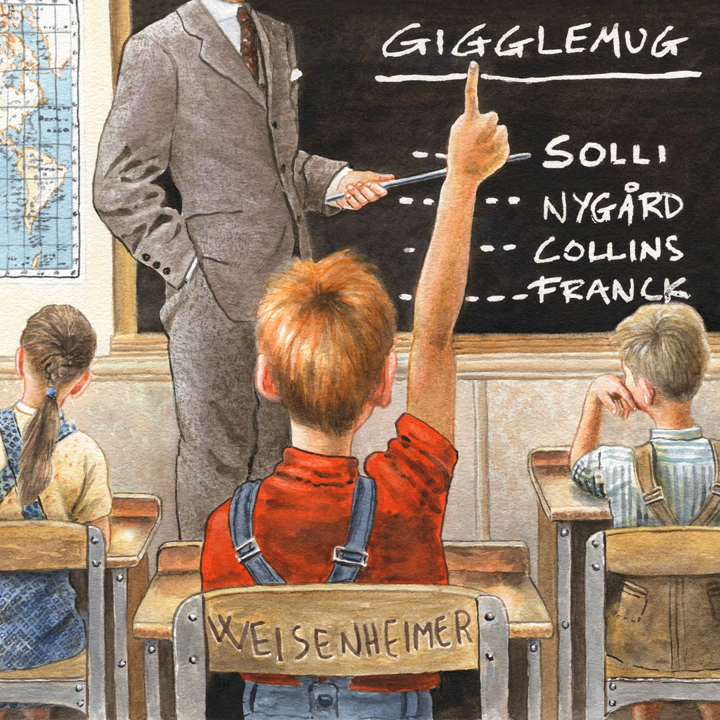 GIGGLEMUG
SOLLI
NYGÅRD
COLLINS
FRANCK
WEISENHEIMER